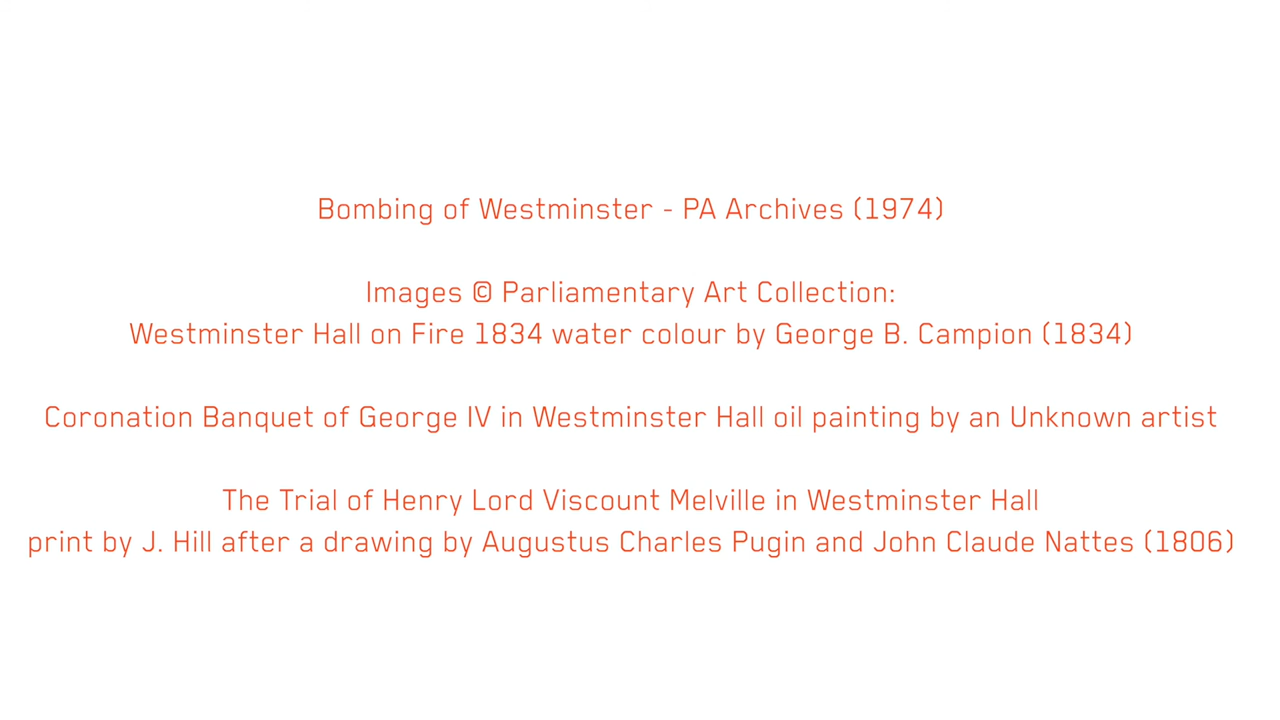 Bombing of Westminster - PA Archives (1974)
Images © Parliamentary Art Collection:
Westminster Hall on Fire 1834 water colour by George B. Campion (1834)
Coronation Banquet of George IV in Westminster Hall oil painting by an Unknown artist
The Trial of Henry Lord Viscount Melville in Westminster Hall
print by J. Hill after a drawing by Augustus Charles Pugin and John Claude Nattes (1806)